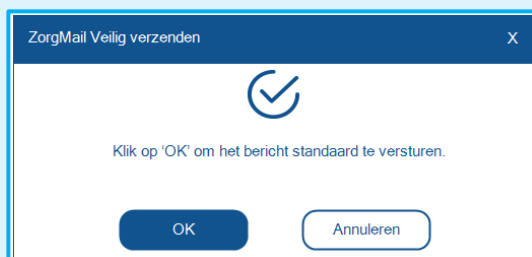 ZorgMail Veilig verzenden X
Klik op 'OK' om het bericht standaard te versturen.
OK Annuleren